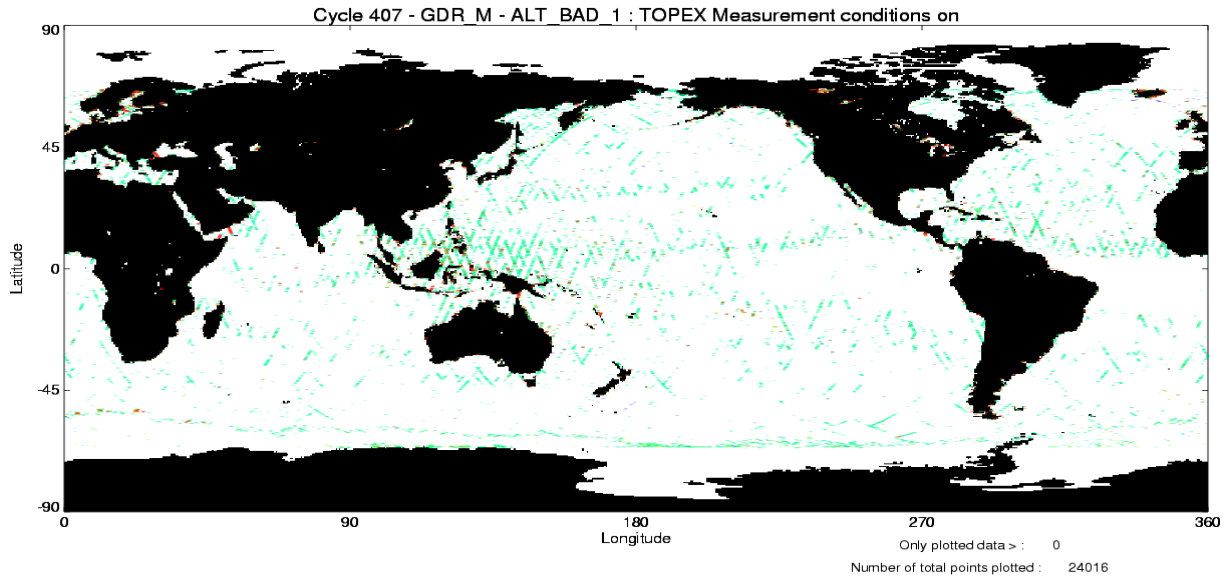 Cycle 407 - GDR_M - ALT_BAD_1 : TOPEX Measurement conditions on
90
45
0
-45
-90
Latitude
0 90 180 270 360
Longitude
Only plotted data > : 0
Number of total points plotted : 24016